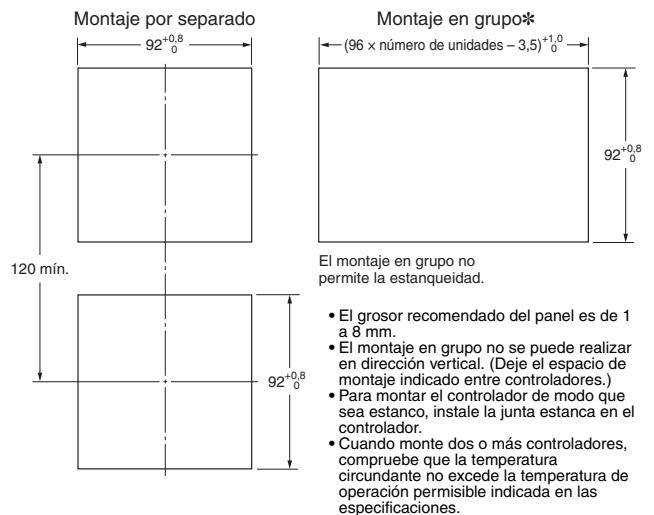 Montaje por separado
92 +0,8 0
120 mín.
92 +0,8 0
Montaje en grupo*
(96 × número de unidades – 3,5) +1,0 0
92 +0,8 0
El montaje en grupo no
permite la estanqueidad.
• El grosor recomendado del panel es de 1
a 8 mm.
• El montaje en grupo no se puede realizar
en dirección vertical. (Deje el espacio de
montaje indicado entre controladores.)
• Para montar el controlador de modo que
sea estanco, instale la junta estanca en el
controlador.
• Cuando monte dos o más controladores,
compruebe que la temperatura
circundante no excede la temperatura de
operación permisible indicada en las
especificaciones.